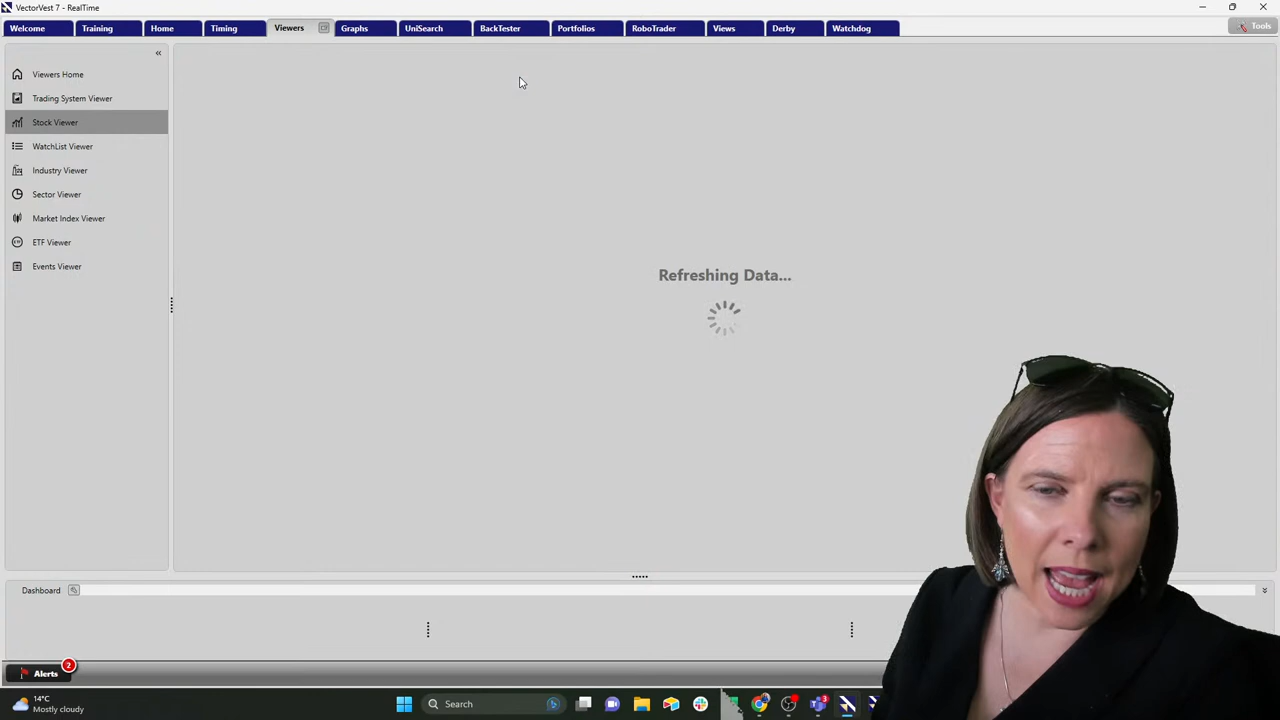 VectorVest 7 - RealTime
Welcome
Training
Home
Timing
Viewers
Graphs
UniSearch
BackTester
Portfolios
RoboTrader
Views
Derby
Watchdog
Tools
Viewers Home
Trading System Viewer
Stock Viewer
WatchList Viewer
Industry Viewer
Sector Viewer
Market Index Viewer
ETF Viewer
Events Viewer
Refreshing Data...
Dashboard
Alerts
2
14°C
Mostly cloudy
Search
3